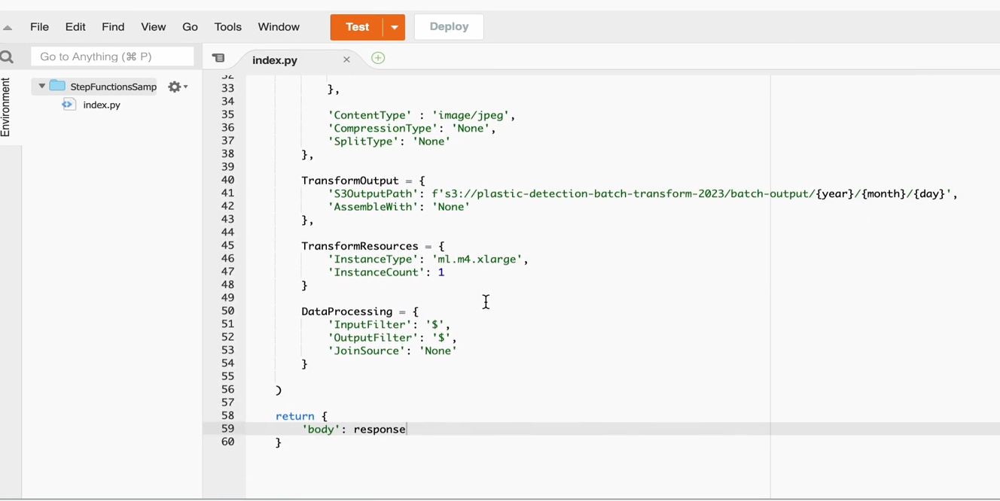 File Edit Find View Go Tools Window Test Deploy
Go to Anything (⌘ P)
index.py
Environment
StepFunctionsSamp
index.py
32
33 },
34
35 'ContentType' : 'image/jpeg',
36 'CompressionType': 'None',
37 'SplitType': 'None'
38 },
39
40 TransformOutput = {
41 'S3OutputPath': f's3://plastic-detection-batch-transform-2023/batch-output/{year}/{month}/{day}',
42 'AssembleWith': 'None'
43 },
44
45 TransformResources = {
46 'InstanceType': 'ml.m4.xlarge',
47 'InstanceCount': 1
48 }
49
50 DataProcessing = {
51 'InputFilter': '$',
52 'OutputFilter': '$',
53 'JoinSource': 'None'
54 }
55
56 )
57
58 return {
59 'body': response
60 }